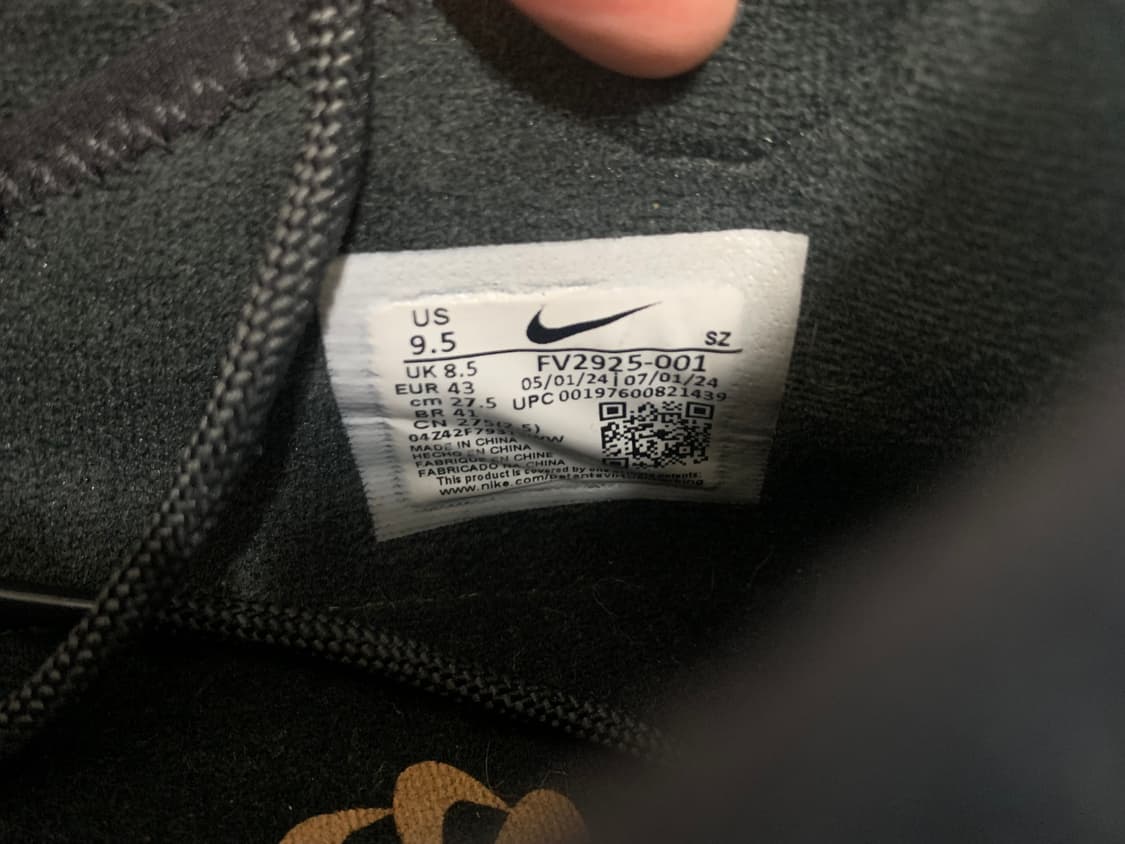 US
9.5
SZ
UK 8.5
FV2925-001
EUR 43
05/01/24|07/01/24
cm 27.5
UPC 00197600821439
BR 41
CN 275
MADE IN CHINA
HECHO EN CHINA
FABRIQUE EN CHINE
FABRICADO NA CHINA
This product is covered by
www.nike.com/